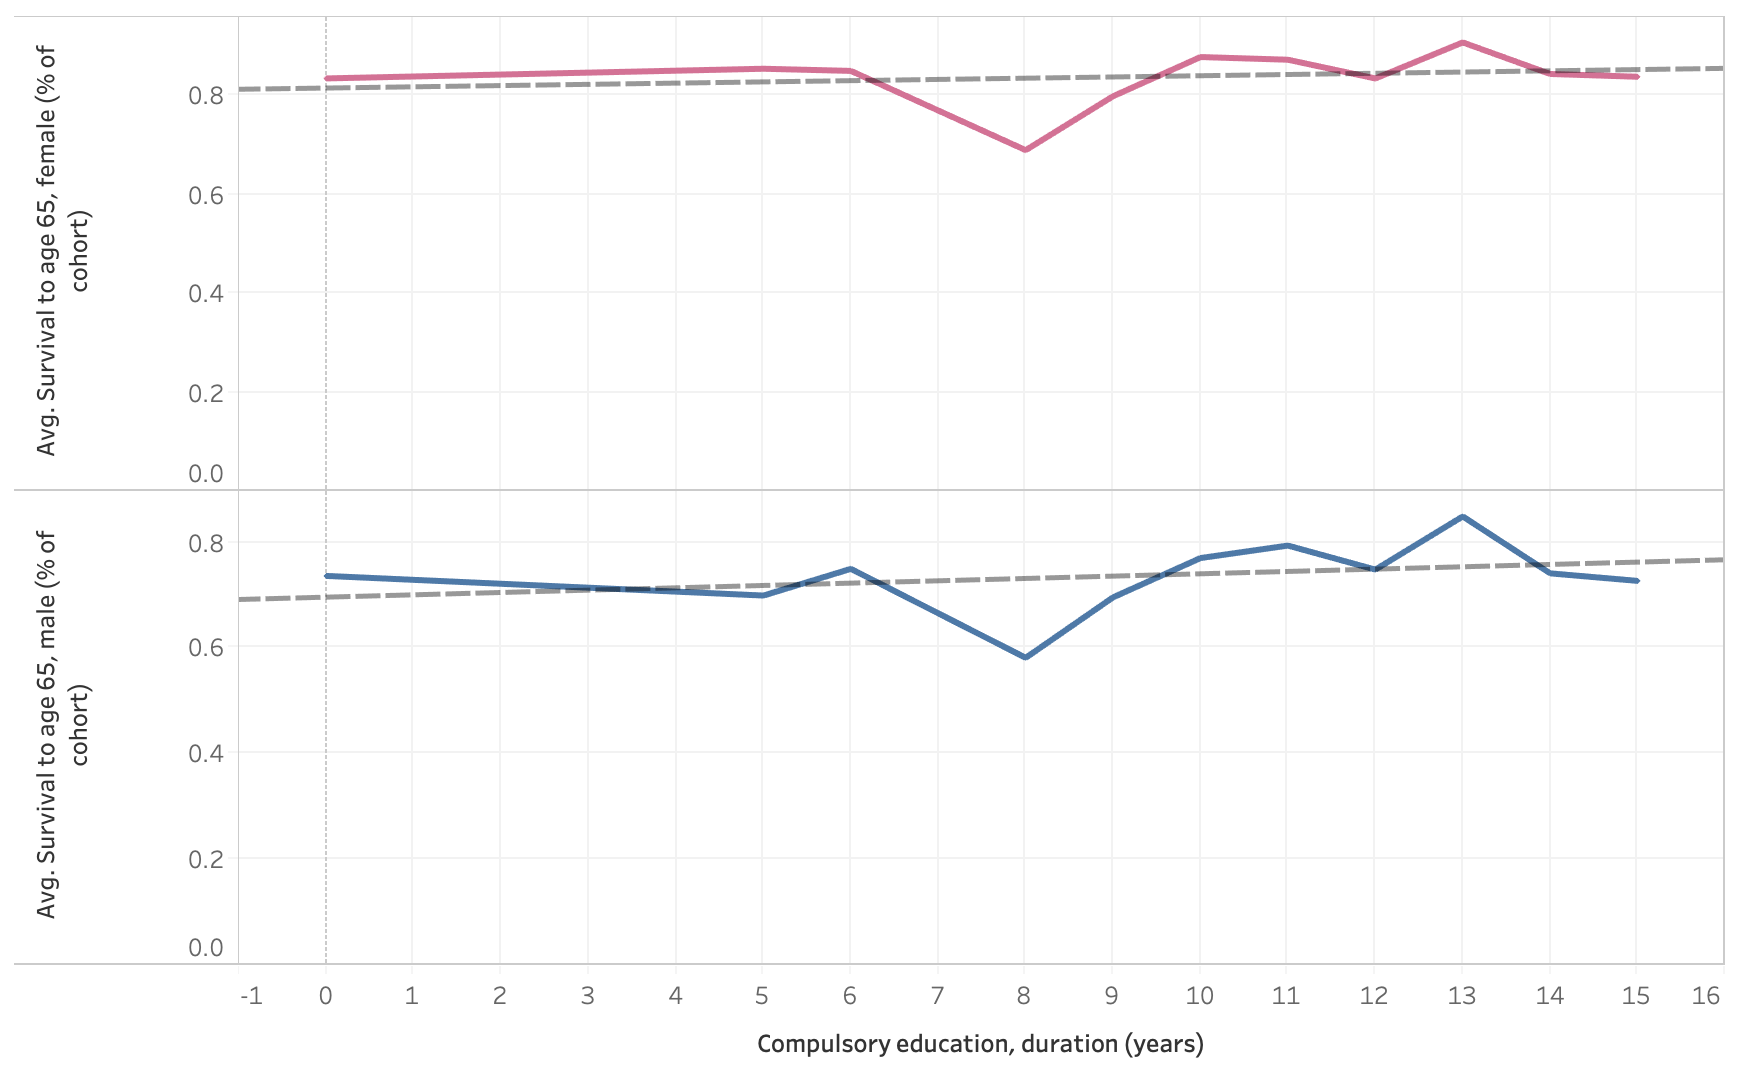 Avg. Survival to age 65, female (% of
cohort)
0.8
0.6
0.4
0.2
0.0
Avg. Survival to age 65, male (% of
cohort)
0.8
0.6
0.4
0.2
0.0
-1 0 1 2 3 4 5 6 7 8 9 10 11 12 13 14 15 16
Compulsory education, duration (years)